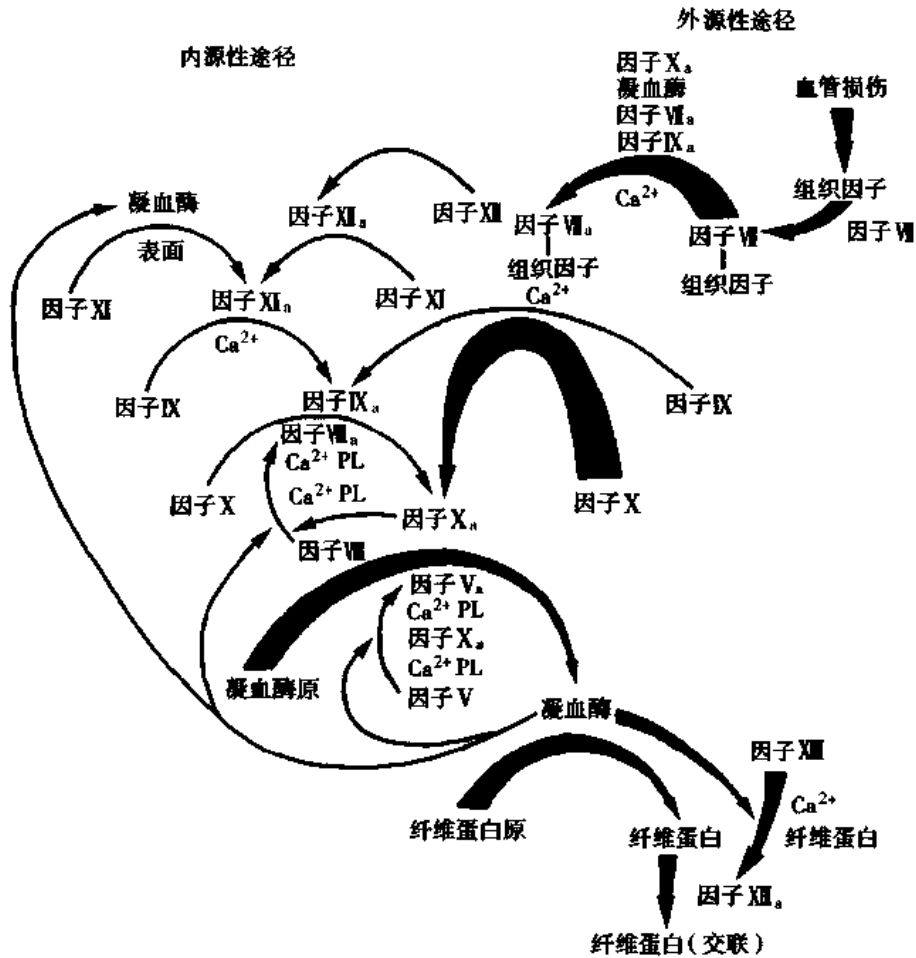 外源性途径
内源性途径
因子Ⅹₐ
凝血酶
因子Ⅶₐ
因子Ⅸₐ
血管损伤
组织因子
Ca²⁺
凝血酶
因子Ⅻₐ
因子Ⅻ
因子Ⅶₐ
因子Ⅶ
因子Ⅶ
表面
组织因子
组织因子
因子Ⅺ
因子Ⅺₐ
因子Ⅺ
Ca²⁺
Ca²⁺
因子Ⅸ
因子Ⅸₐ
因子Ⅸ
因子Ⅷₐ
Ca²⁺ PL
Ca²⁺ PL
因子Ⅹ
因子Ⅹₐ
因子Ⅹ
因子Ⅷ
因子Ⅴₐ
Ca²⁺ PL
因子Ⅹₐ
Ca²⁺ PL
凝血酶原
因子Ⅴ
凝血酶
因子ⅩⅢ
Ca²⁺
纤维蛋白原
纤维蛋白
纤维蛋白
因子ⅩⅢₐ
纤维蛋白(交联)